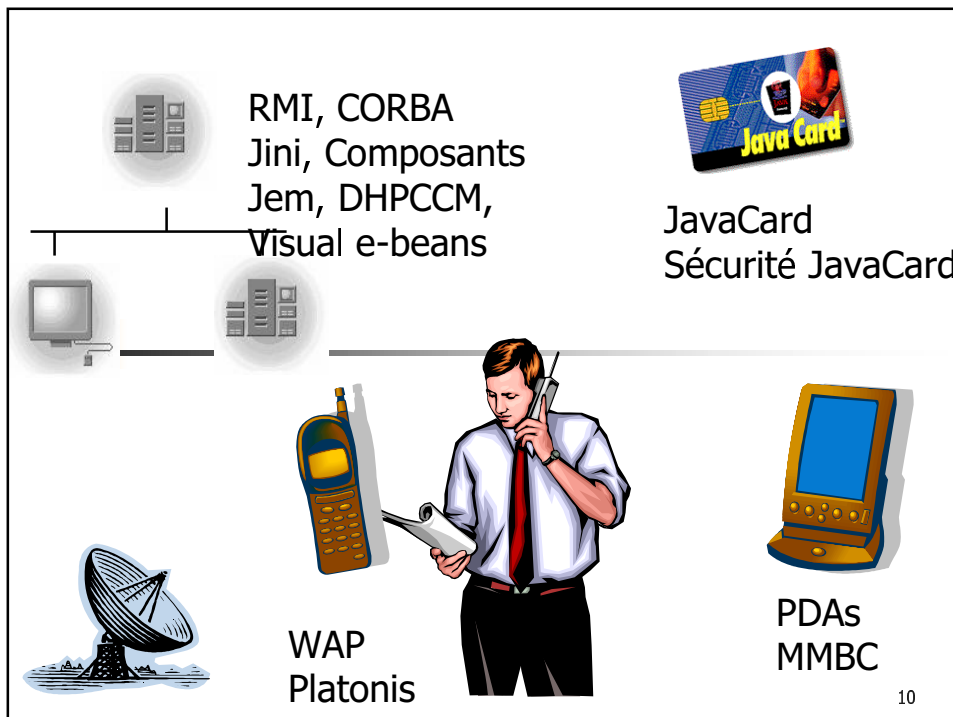 RMI, CORBA
Jini, Composants
Jem, DHPCCM,
Visual e-beans
Java Card
JavaCard
Sécurité JavaCard
WAP
Platonis
PDAs
MMBC
10